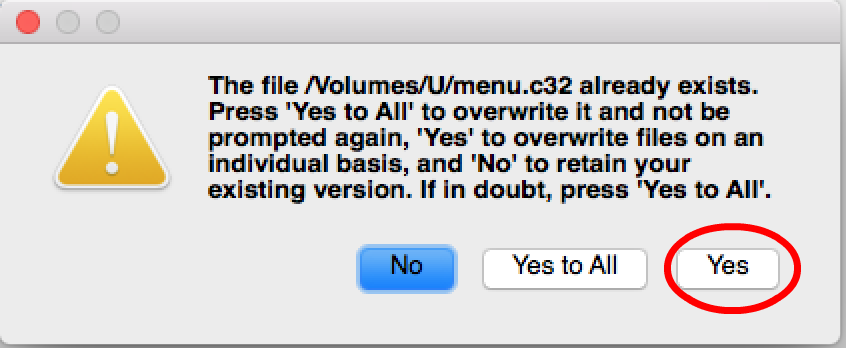 The file /Volumes/U/menu.c32 already exists.
Press 'Yes to All' to overwrite it and not be
prompted again, 'Yes' to overwrite files on an
individual basis, and 'No' to retain your
existing version. If in doubt, press 'Yes to All'.
No
Yes to All
Yes